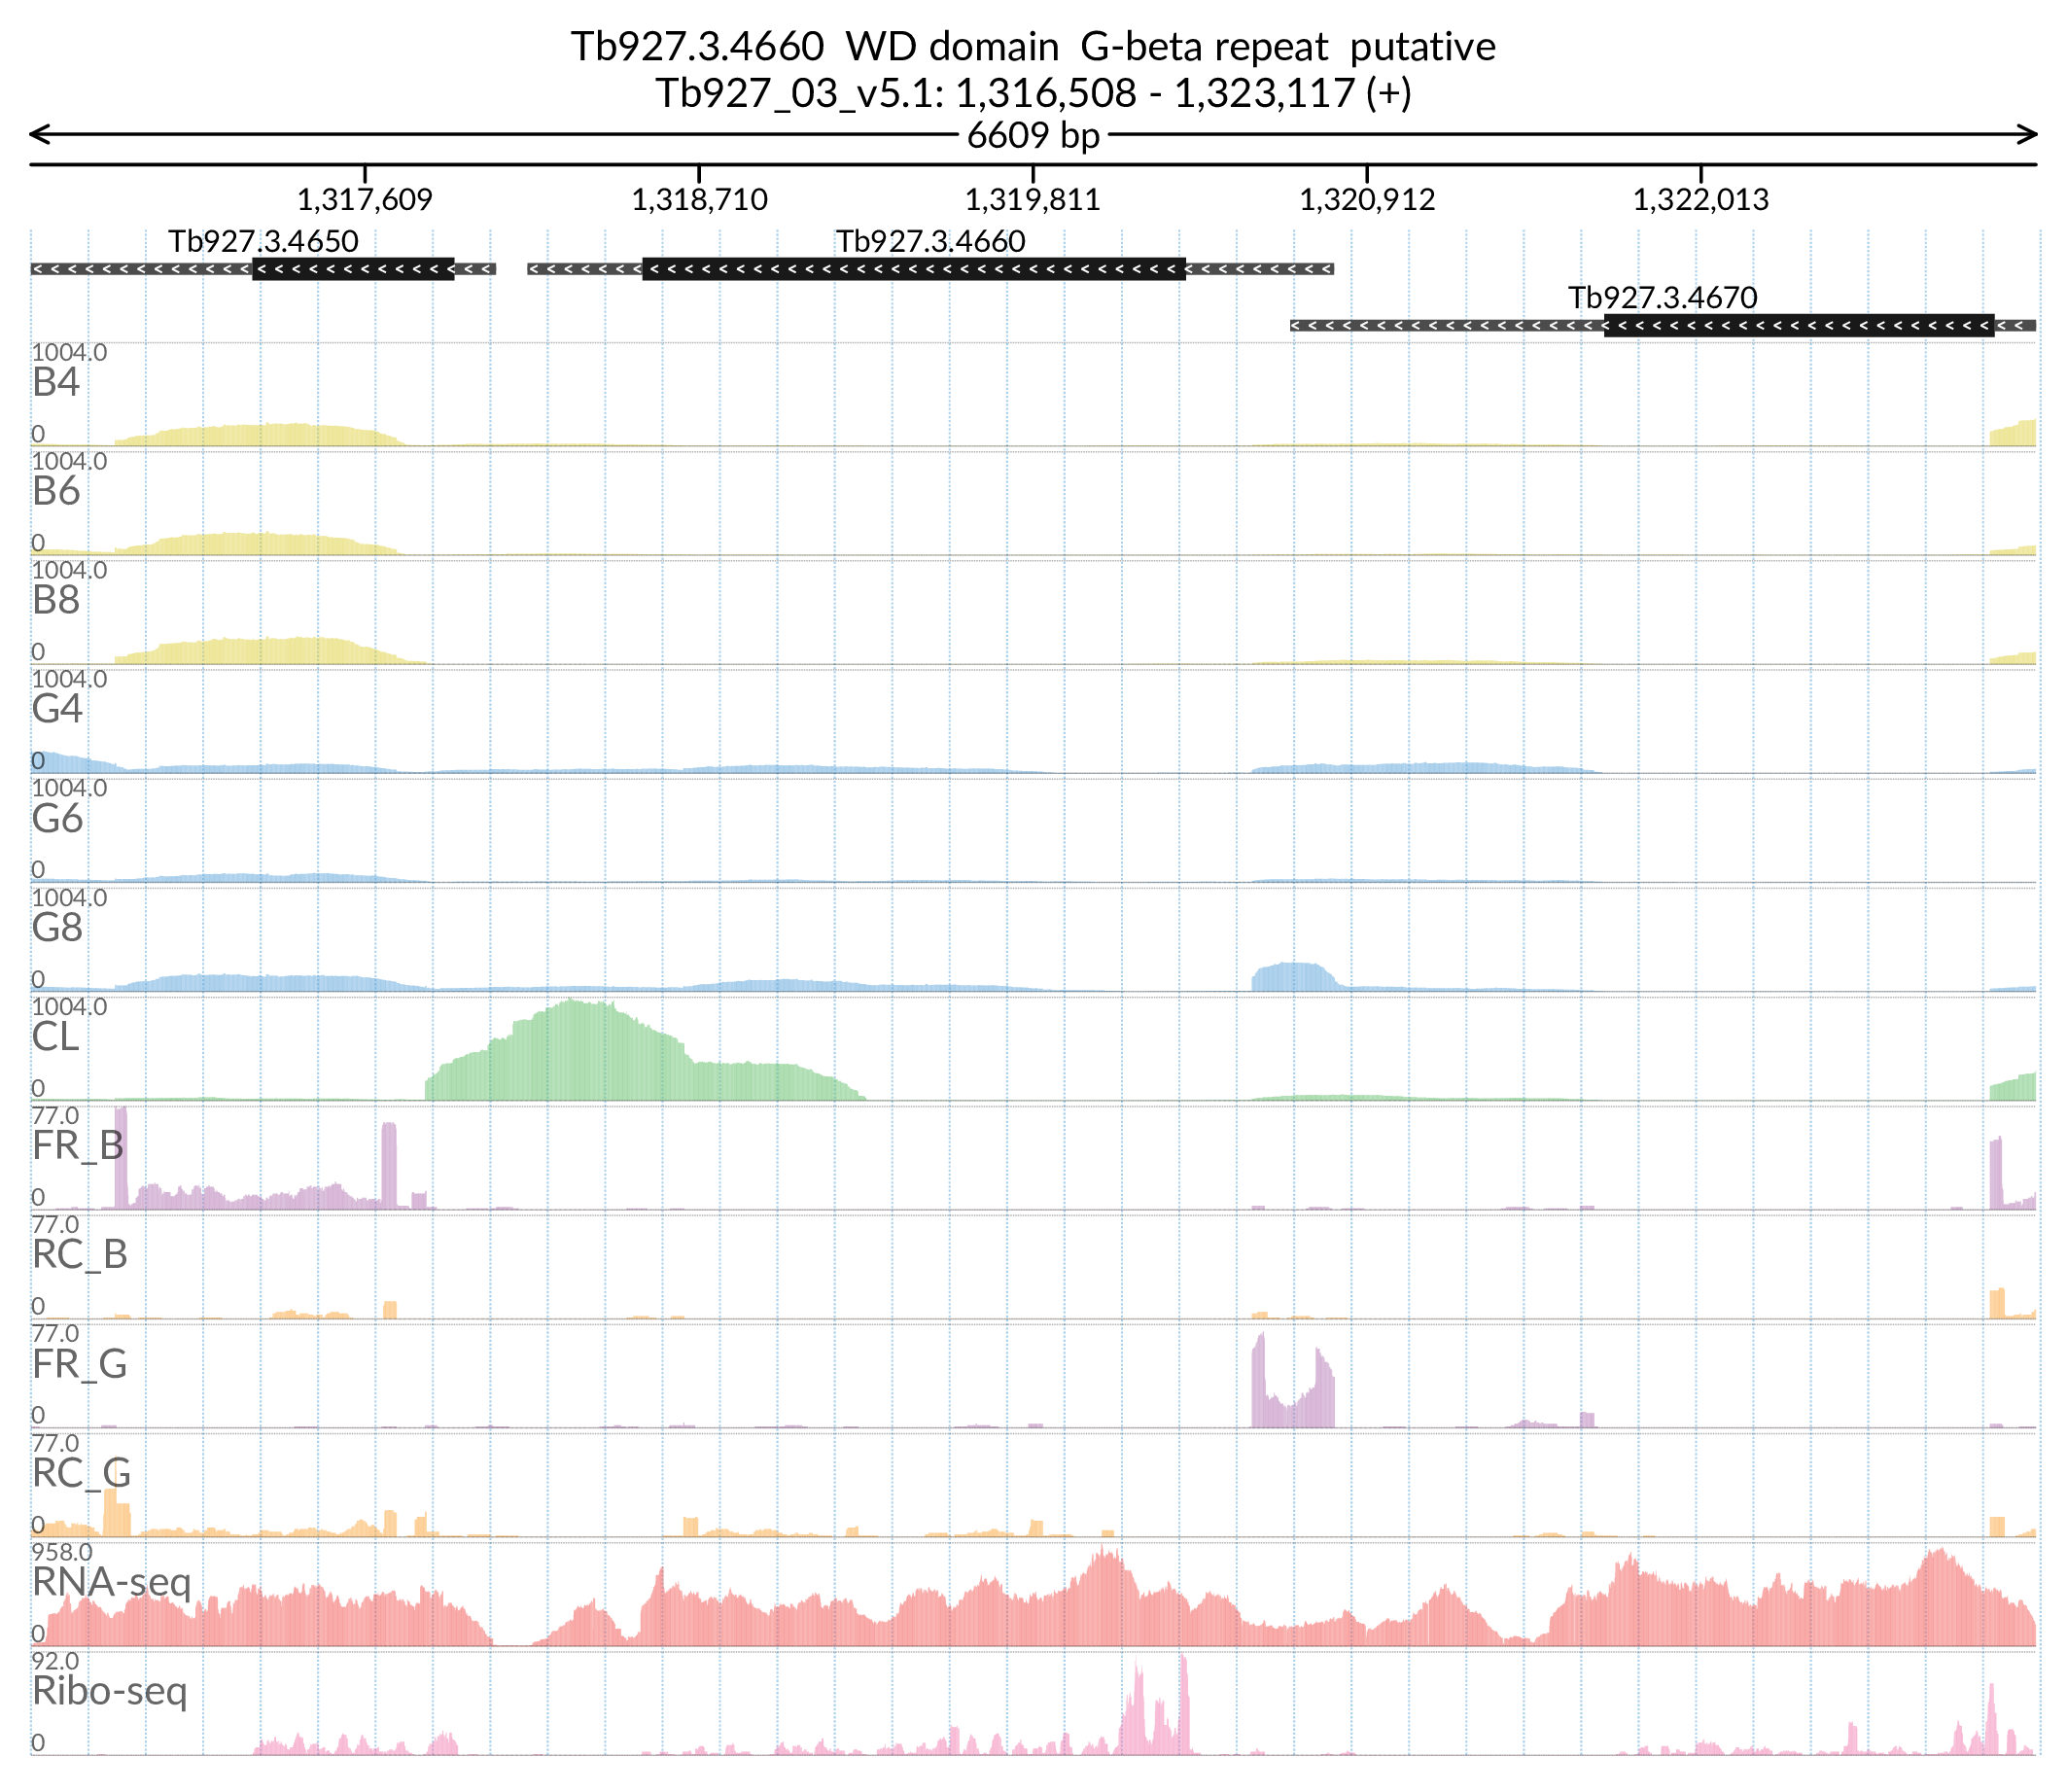 Tb927.3.4660  WD domain  G-beta repeat  putative
Tb927_03_v5.1: 1,316,508 - 1,323,117 (+)
6609 bp
1,317,609 1,318,710 1,319,811 1,320,912 1,322,013
Tb927.3.4650 Tb927.3.4660
Tb927.3.4670
1004.0
B4
0
1004.0
B6
0
1004.0
B8
0
1004.0
G4
0
1004.0
G6
0
1004.0
G8
0
1004.0
CL
0
77.0
FR_B
0
77.0
RC_B
0
77.0
FR_G
0
77.0
RC_G
0
958.0
RNA-seq
0
92.0
Ribo-seq
0